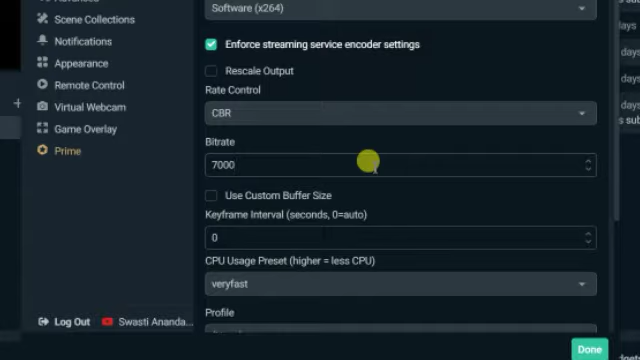 Software (x264)
Scene Collections
Enforce streaming service encoder settings
Notifications
Appearance
Rescale Output
Remote Control
Rate Control
Virtual Webcam
CBR
Game Overlay
Bitrate
Prime
7000
Use Custom Buffer Size
Keyframe Interval (seconds, 0=auto)
0
CPU Usage Preset (higher = less CPU)
veryfast
Profile
Log Out
Swasti Ananda...
Done
days
days
days